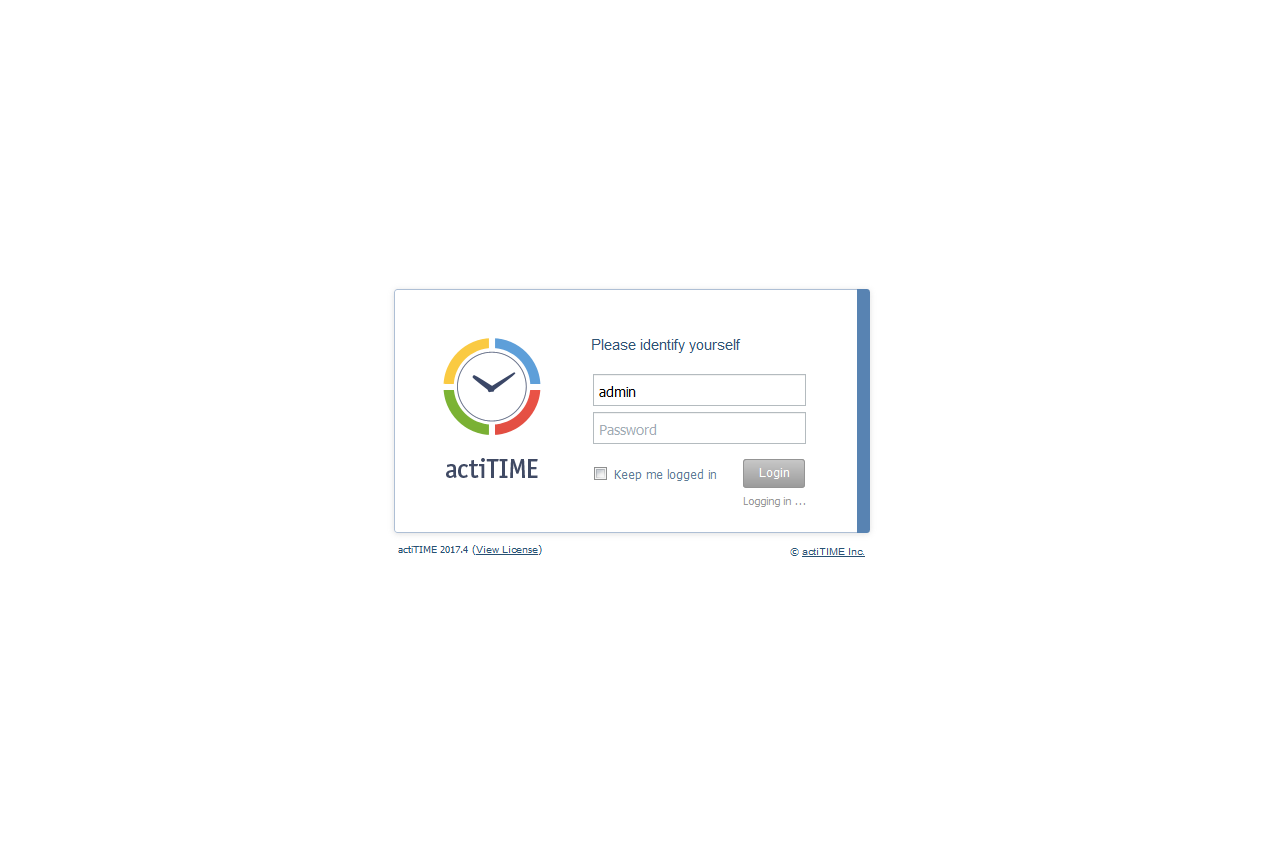 Please identify yourself
admin
Password
actiTIME
Keep me logged in
Login
Logging in ...
actiTIME 2017.4 (View License)
© actiTIME Inc.